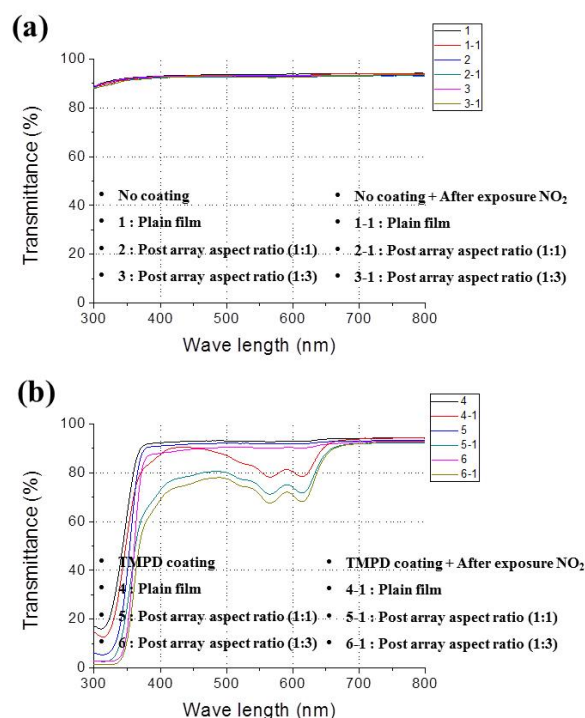 (a)
1
1-1
2
2-1
3
3-1
100
80
60
40
20
0
Transmittance (%)
• No coating
• 1 : Plain film
• 2 : Post array aspect ratio (1:1)
• 3 : Post array aspect ratio (1:3)
• No coating + After exposure NO₂
• 1-1 : Plain film
• 2-1 : Post array aspect ratio (1:1)
• 3-1 : Post array aspect ratio (1:3)
300 400 500 600 700 800
Wave length (nm)
(b)
4
4-1
5
5-1
6
6-1
100
80
60
40
20
0
Transmittance (%)
• TMPD coating
• 4 : Plain film
• 5 : Post array aspect ratio (1:1)
• 6 : Post array aspect ratio (1:3)
• TMPD coating + After exposure NO₂
• 4-1 : Plain film
• 5-1 : Post array aspect ratio (1:1)
• 6-1 : Post array aspect ratio (1:3)
300 400 500 600 700 800
Wave length (nm)